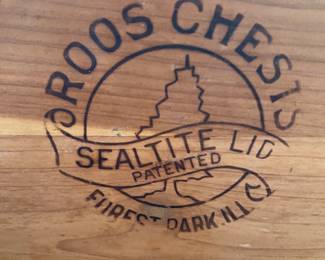 ROOS CHESTS
SEALTITE LID
PATENTED
FOREST PARK, ILL